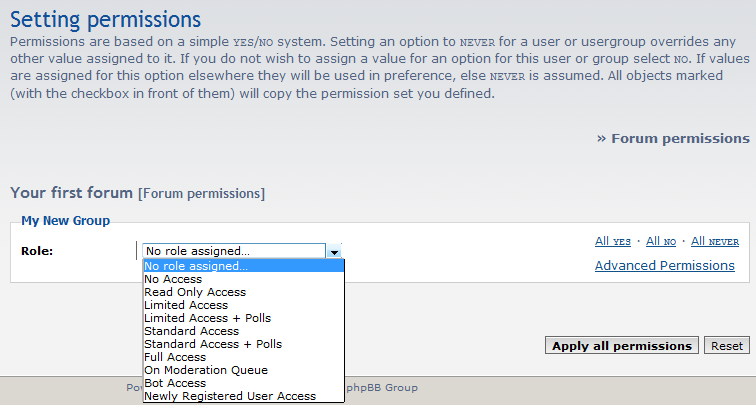 Setting permissions
Permissions are based on a simple YES/NO system. Setting an option to NEVER for a user or usergroup overrides any
other value assigned to it. If you do not wish to assign a value for an option for this user or group select NO. If values
are assigned for this option elsewhere they will be used in preference, else NEVER is assumed. All objects marked
(with the checkbox in front of them) will copy the permission set you defined.
» Forum permissions
Your first forum [Forum permissions]
My New Group
Role:
No role assigned...
All YES · All NO · All NEVER
Advanced Permissions
No role assigned...
No Access
Read Only Access
Limited Access
Limited Access + Polls
Standard Access
Standard Access + Polls
Full Access
On Moderation Queue
Bot Access
Newly Registered User Access
Apply all permissions
Reset
phpBB Group